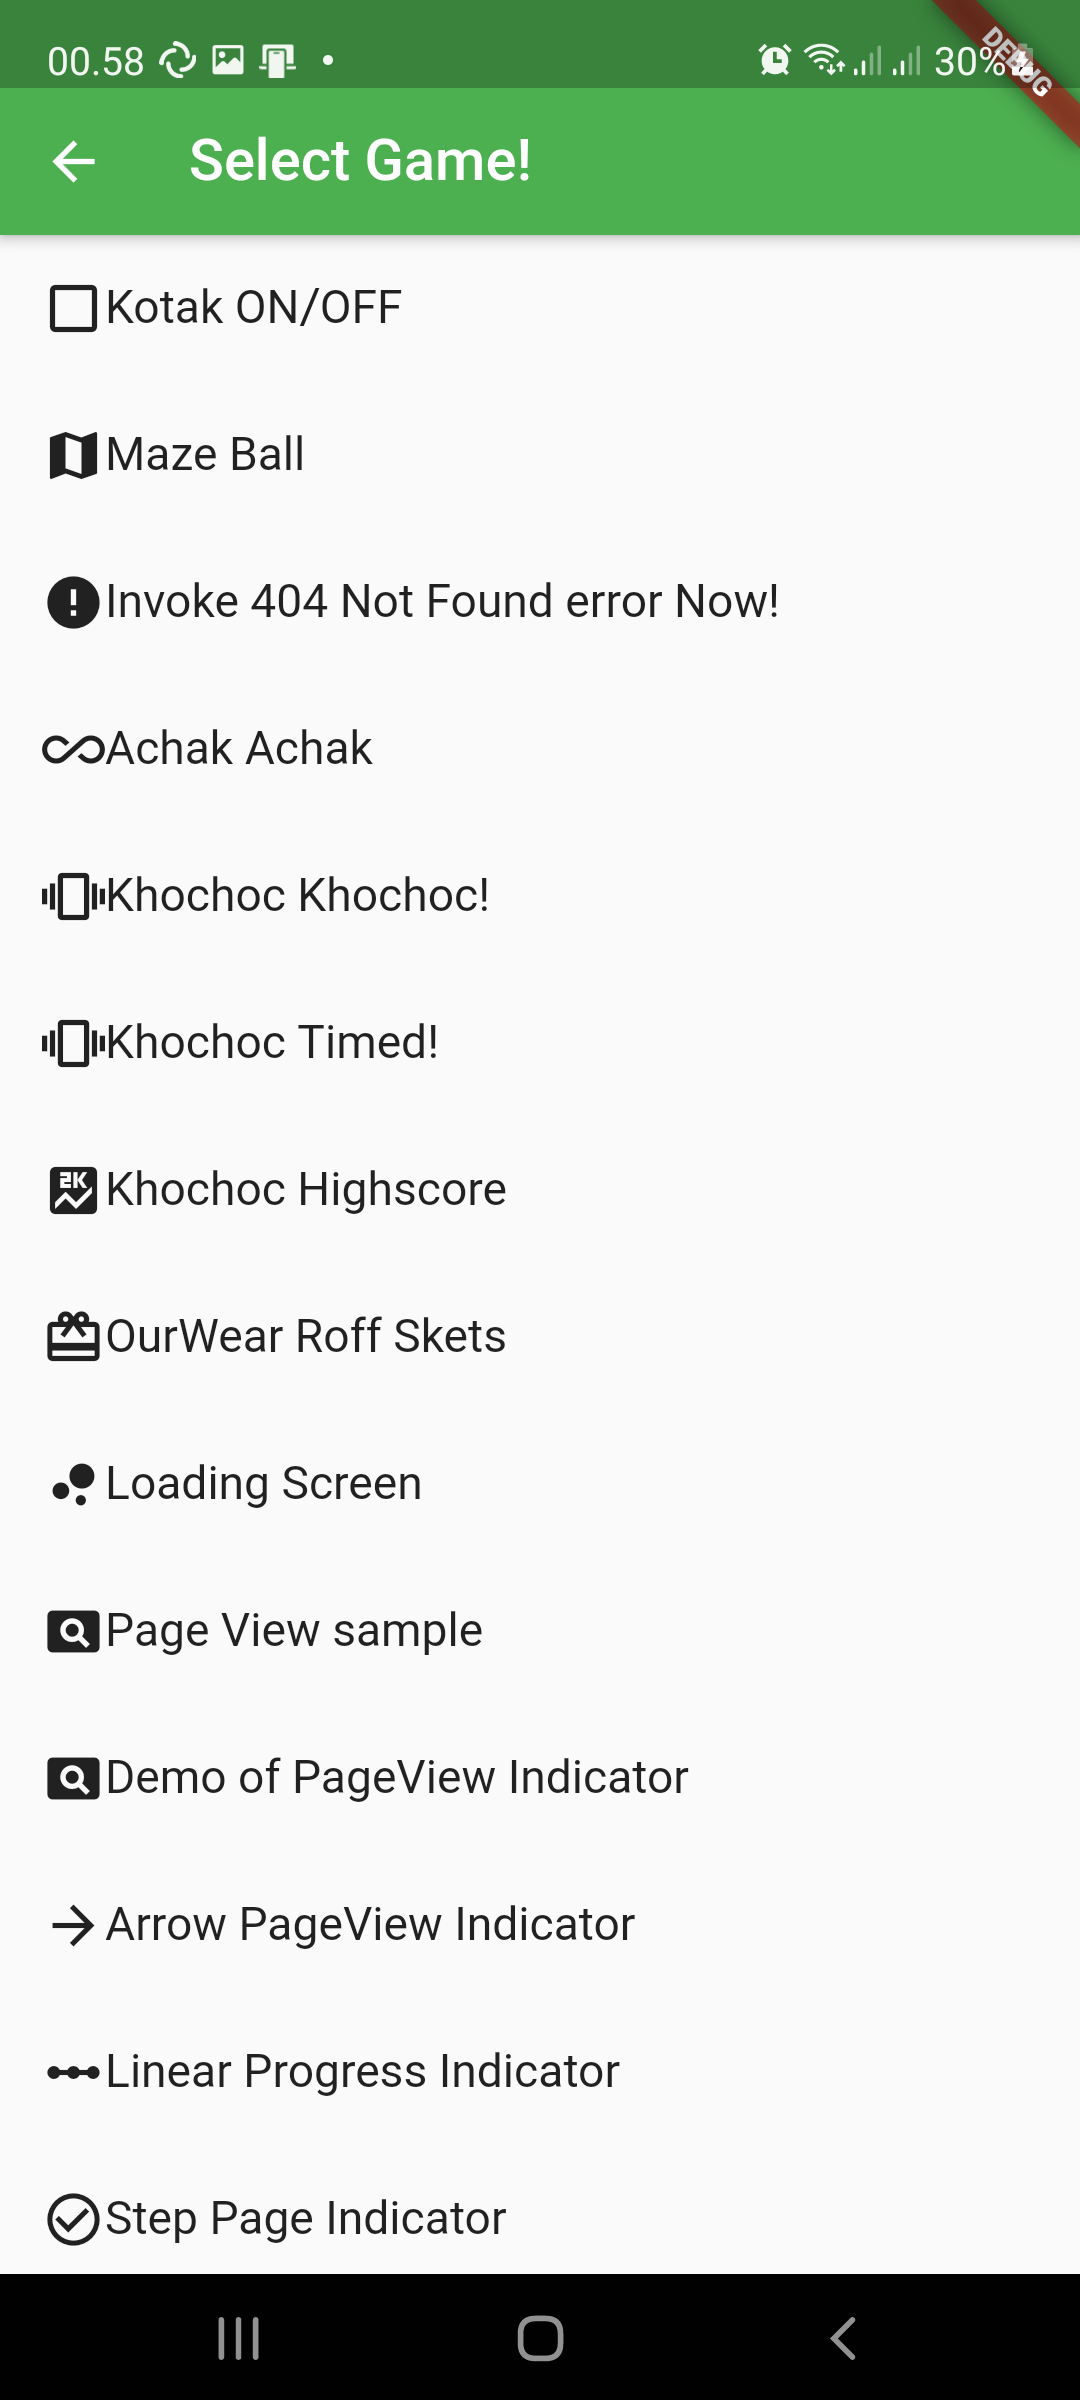 00.58
30%
DEBUG
Select Game!
Kotak ON/OFF
Maze Ball
Invoke 404 Not Found error Now!
Achak Achak
Khochoc Khochoc!
Khochoc Timed!
2K
Khochoc Highscore
OurWear Roff Skets
Loading Screen
Page View sample
Demo of PageView Indicator
Arrow PageView Indicator
Linear Progress Indicator
Step Page Indicator